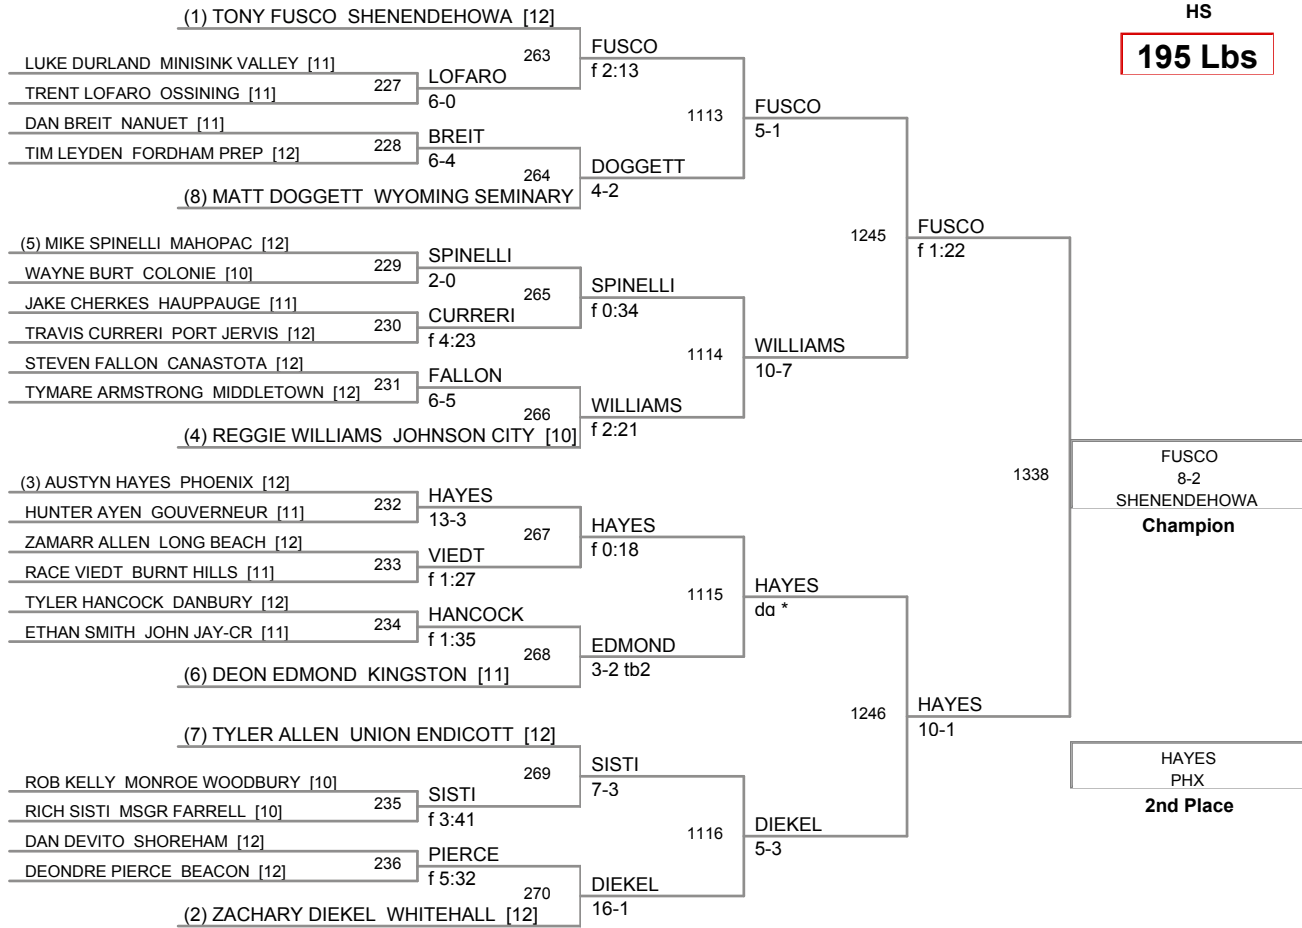 HS
195 Lbs
(1) TONY FUSCO SHENENDEHOWA [12]
263
FUSCO
f 2:13
LUKE DURLAND MINISINK VALLEY [11]
227
LOFARO
6-0
TRENT LOFARO OSSINING [11]
1113
FUSCO
5-1
DAN BREIT NANUET [11]
228
BREIT
6-4
TIM LEYDEN FORDHAM PREP [12]
264
DOGGETT
4-2
(8) MATT DOGGETT WYOMING SEMINARY
1245
FUSCO
f 1:22
(5) MIKE SPINELLI MAHOPAC [12]
229
SPINELLI
2-0
WAYNE BURT COLONIE [10]
265
SPINELLI
f 0:34
JAKE CHERKES HAUPPAUGE [11]
230
CURRERI
f 4:23
TRAVIS CURRERI PORT JERVIS [12]
1114
WILLIAMS
10-7
STEVEN FALLON CANASTOTA [12]
231
FALLON
6-5
TYMARE ARMSTRONG MIDDLETOWN [12]
266
WILLIAMS
f 2:21
(4) REGGIE WILLIAMS JOHNSON CITY [10]
1338
FUSCO
8-2
SHENENDEHOWA
Champion
(3) AUSTYN HAYES PHOENIX [12]
232
HAYES
13-3
HUNTER AYEN GOUVERNEUR [11]
267
HAYES
f 0:18
ZAMARR ALLEN LONG BEACH [12]
233
VIEDT
f 1:27
RACE VIEDT BURNT HILLS [11]
1115
HAYES
dq *
TYLER HANCOCK DANBURY [12]
234
HANCOCK
f 1:35
ETHAN SMITH JOHN JAY-CR [11]
268
EDMOND
3-2 tb2
(6) DEON EDMOND KINGSTON [11]
1246
HAYES
10-1
(7) TYLER ALLEN UNION ENDICOTT [12]
269
SISTI
7-3
HAYES
PHX
2nd Place
ROB KELLY MONROE WOODBURY [10]
235
SISTI
f 3:41
RICH SISTI MSGR FARRELL [10]
1116
DIEKEL
5-3
DAN DEVITO SHOREHAM [12]
236
PIERCE
f 5:32
DEONDRE PIERCE BEACON [12]
270
DIEKEL
16-1
(2) ZACHARY DIEKEL WHITEHALL [12]